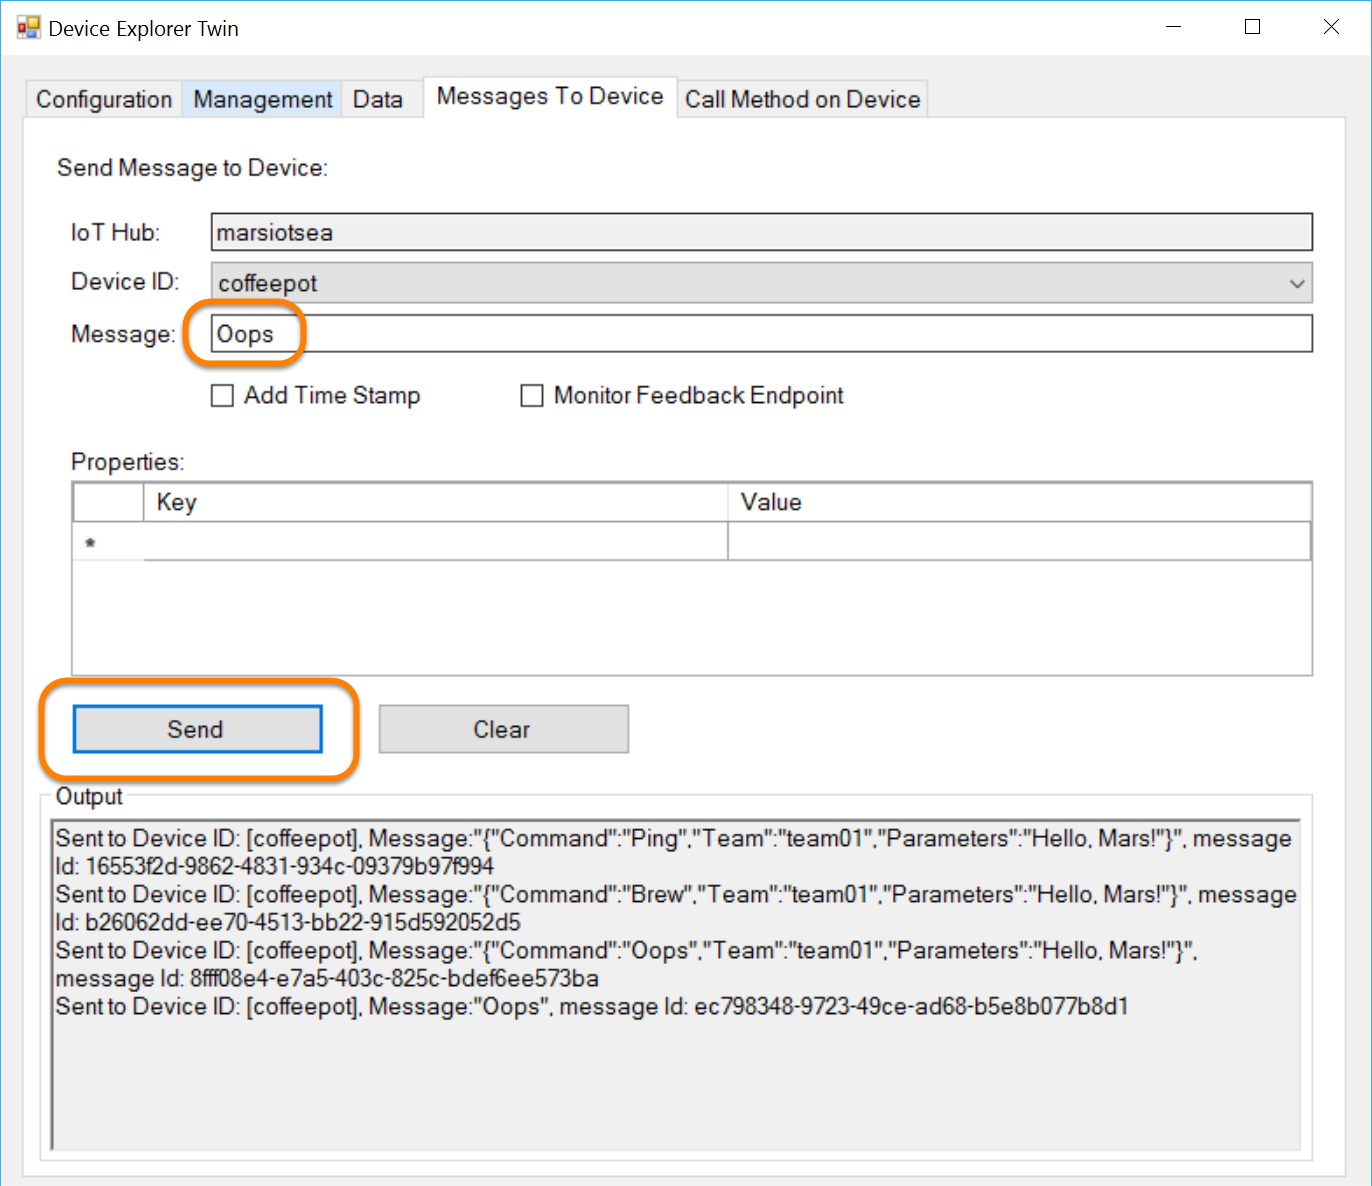 Device Explorer Twin
Configuration Management Data Messages To Device Call Method on Device
Send Message to Device:
IoT Hub: marsiotsea
Device ID: coffeepot
Message: Oops
Add Time Stamp Monitor Feedback Endpoint
Properties:
Key Value
*
Send Clear
Output
Sent to Device ID: [coffeepot], Message:"{"Command":"Ping","Team":"team01","Parameters":"Hello, Mars!"}", message
Id: 16553f2d-9862-4831-934c-09379b97f994
Sent to Device ID: [coffeepot], Message:"{"Command":"Brew","Team":"team01","Parameters":"Hello, Mars!"}", message
Id: b26062dd-ee70-4513-bb22-915d592052d5
Sent to Device ID: [coffeepot], Message:"{"Command":"Oops","Team":"team01","Parameters":"Hello, Mars!"}",
message Id: 8fff08e4-e7a5-403c-825c-bdef6ee573ba
Sent to Device ID: [coffeepot], Message:"Oops", message Id: ec798348-9723-49ce-ad68-b5e8b077b8d1